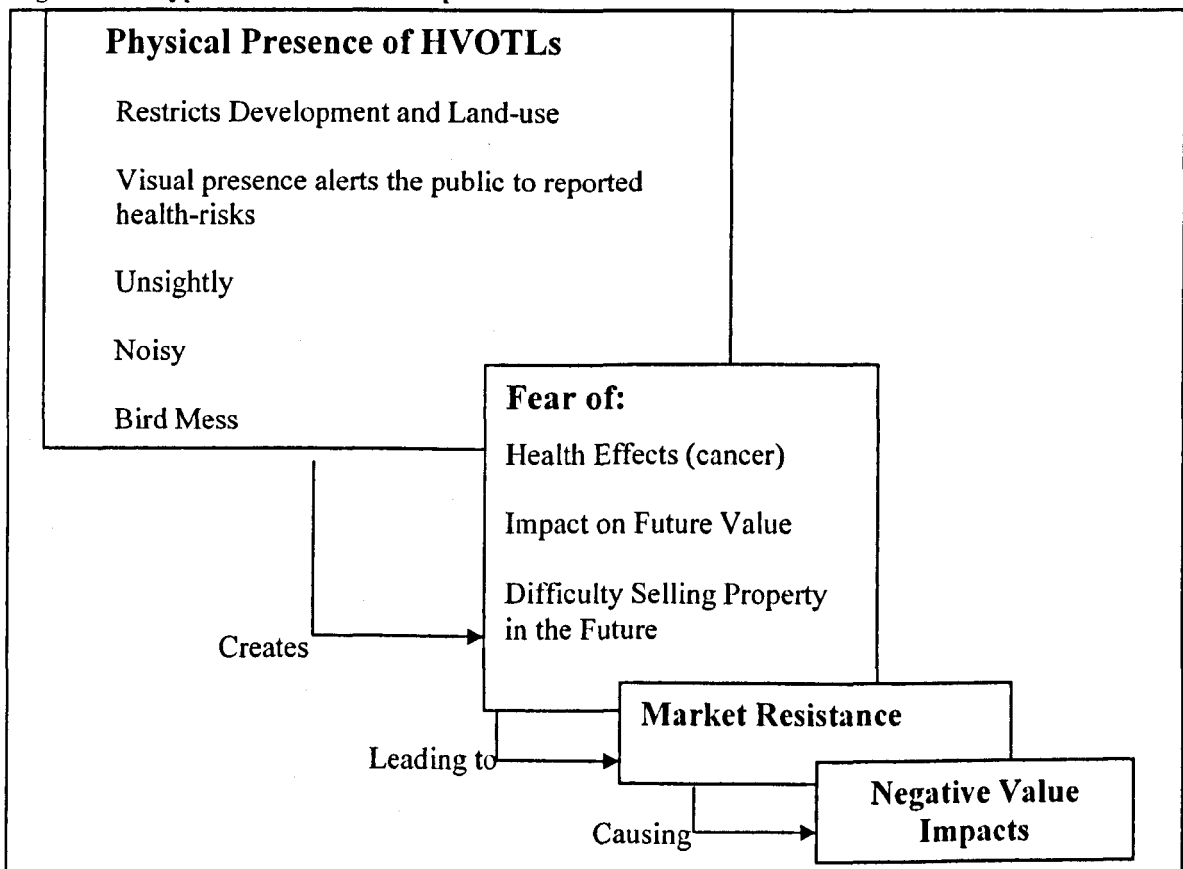 Physical Presence of HVOTLs
Restricts Development and Land-use
Visual presence alerts the public to reported
health-risks
Unsightly
Noisy
Bird Mess
Fear of:
Health Effects (cancer)
Impact on Future Value
Difficulty Selling Property
in the Future
Creates
Market Resistance
Leading to
Negative Value
Impacts
Causing